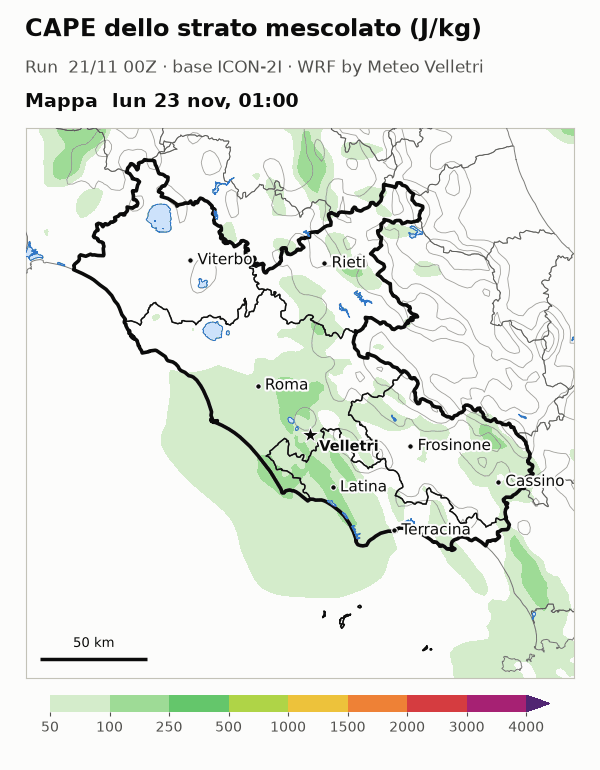 CAPE dello strato mescolato (J/kg)
Run  21/11 00Z · base ICON-2I · WRF by Meteo Velletri
Mappa  lun 23 nov, 01:00
Viterbo
Rieti
Roma
Velletri
Frosinone
Latina
Cassino
Terracina
50 km
50 100 250 500 1000 1500 2000 3000 4000